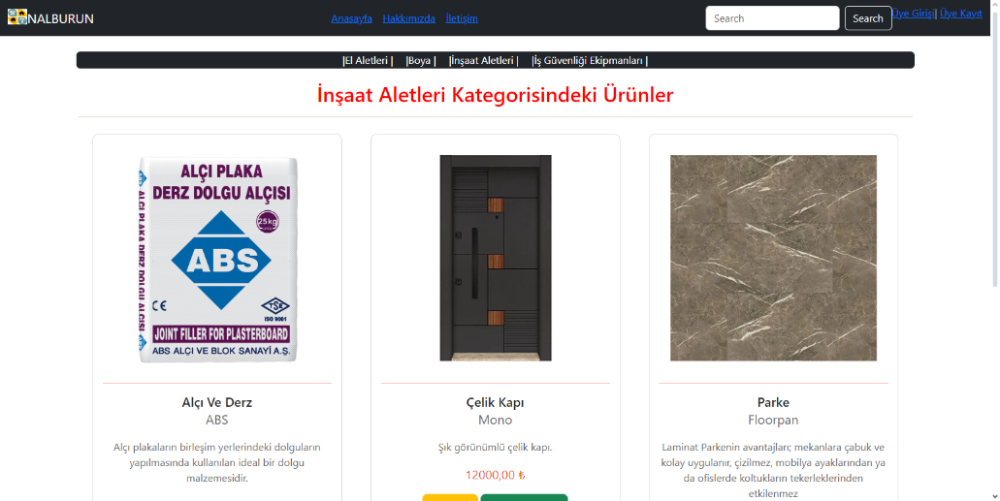 NALBURUN
Anasayfa Hakkımızda İletişim
Search
Search
Üye Girişi| Üye Kayıt
|El Aletleri | |Boya | |İnşaat Aletleri | |İş Güvenliği Ekipmanları |
İnşaat Aletleri Kategorisindeki Ürünler
ALÇI PLAKA
DERZ DOLGU ALÇISI
25kg
ALÇI PLAKA DERZ DOLGU ALÇISI
ABS
CE
TSE
ISO 9001
JOINT FILLER FOR PLASTERBOARD
ABS ALÇI VE BLOK SANAYİ A.Ş.
Alçı Ve Derz
ABS
Alçı plakaların birleşim yerlerindeki dolguların
yapılmasında kullanılan ideal bir dolgu
malzemesidir.
Çelik Kapı
Mono
Şık görünümlü çelik kapı.
12000,00 ₺
Parke
Floorpan
Laminat Parkenin avantajları; mekanlara çabuk ve
kolay uygulanır, çizilmez, mobilya ayaklarından ya
da ofislerde koltukların tekerleklerinden
etkilenmez